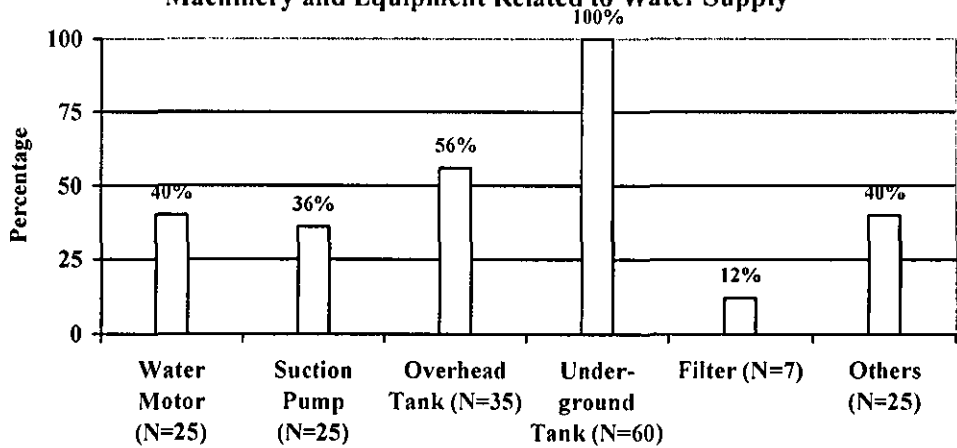 Machinery and Equipment Related to Water Supply
100%
100
75
56%
50
40%
36%
40%
25
12%
0
Percentage
Water
Motor
(N=25)
Suction
Pump
(N=25)
Overhead
Tank (N=35)
Under-
ground
Tank (N=60)
Filter (N=7)
Others
(N=25)